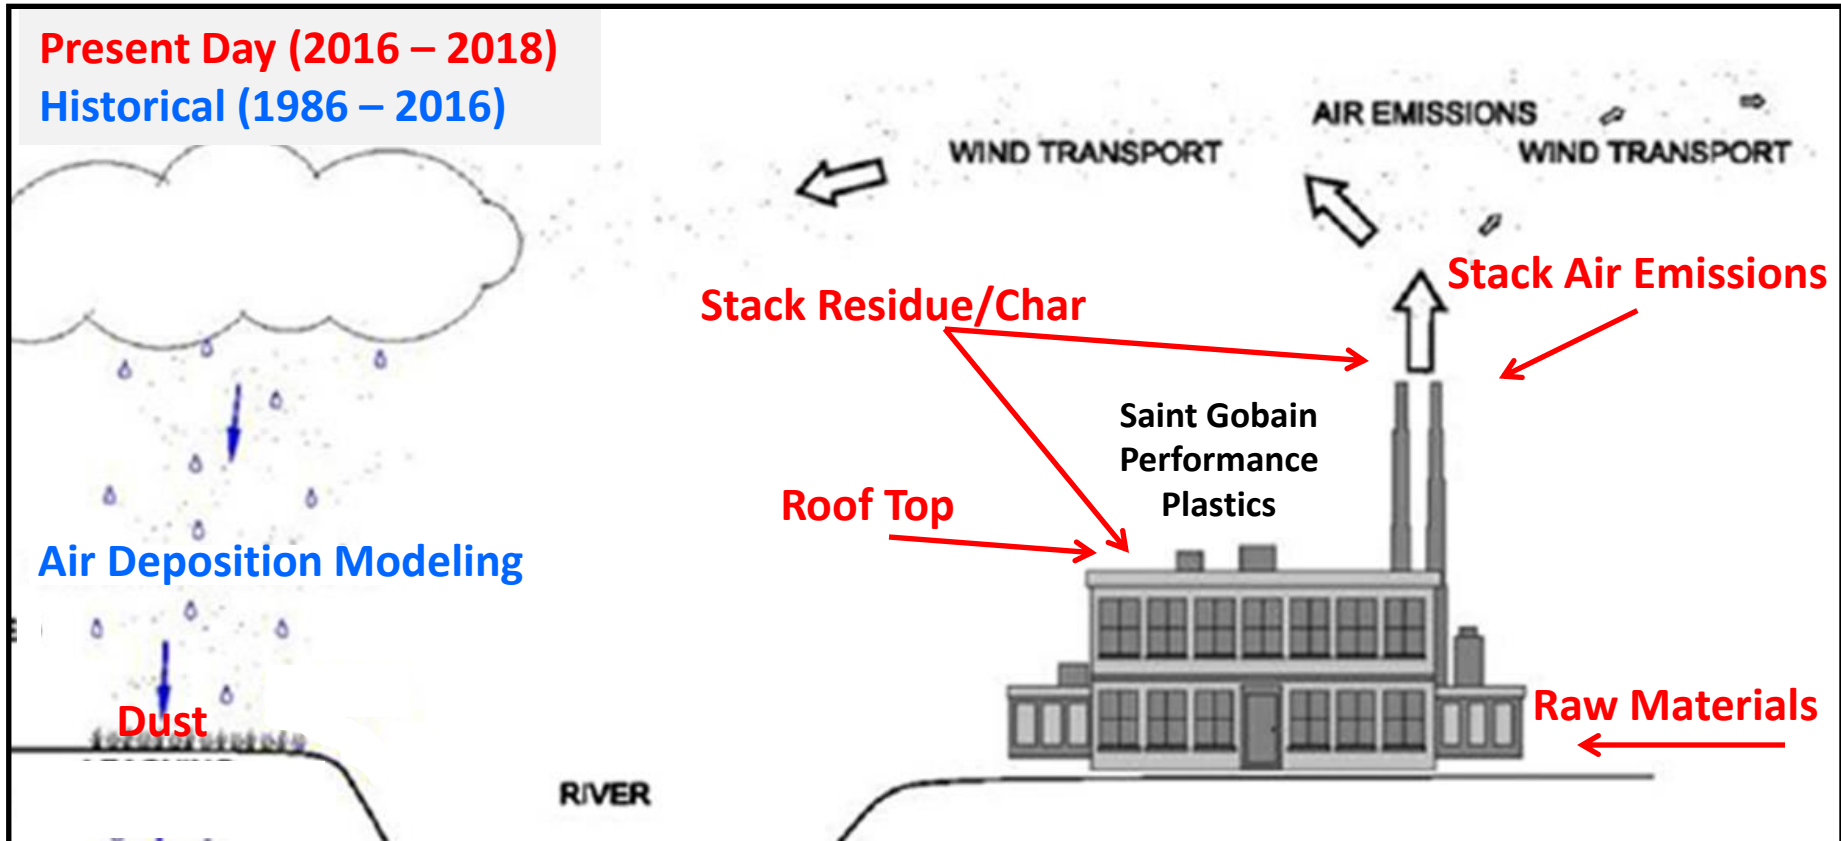 Present Day (2016 – 2018)
Historical (1986 – 2016)
AIR EMISSIONS
WIND TRANSPORT
WIND TRANSPORT
Stack Air Emissions
Stack Residue/Char
Saint Gobain
Performance
Plastics
Roof Top
Air Deposition Modeling
Dust
Raw Materials
RIVER